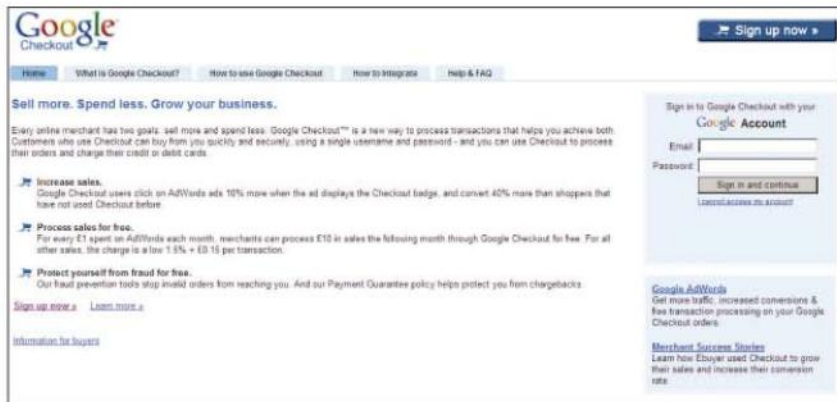 Google
Checkout
Sign up now »
Home What is Google Checkout? How to use Google Checkout How to Integrate Help & FAQ
Sell more. Spend less. Grow your business.
Every online merchant has two goals: sell more and spend less. Google Checkout™ is a new way to process transactions that helps you achieve both.
Customers who use Checkout can buy from you quickly and securely, using a single username and password - and you can use Checkout to process
their orders and charge their credit or debit cards.
Increase sales.
Google Checkout users click on AdWords ads 10% more when the ad displays the Checkout badge, and convert 40% more than shoppers that
have not used Checkout before.
Process sales for free.
For every £1 spent on AdWords each month, merchants can process £10 in sales the following month through Google Checkout for free. For all
other sales, the charge is a low 1.5% + £0.15 per transaction.
Protect yourself from fraud for free.
Our fraud prevention tools stop invalid orders from reaching you. And our Payment Guarantee policy helps protect you from chargebacks.
Sign up now » Learn more »
Information for buyers
Sign in to Google Checkout with your
Google Account
Email:
Password:
Sign in and continue
I cannot access my account
Google AdWords
Get more traffic, increased conversions &
free transaction processing on your Google
Checkout orders.
Merchant Success Stories
Learn how Ebuyer used Checkout to grow
their sales and increase their conversion
rate.